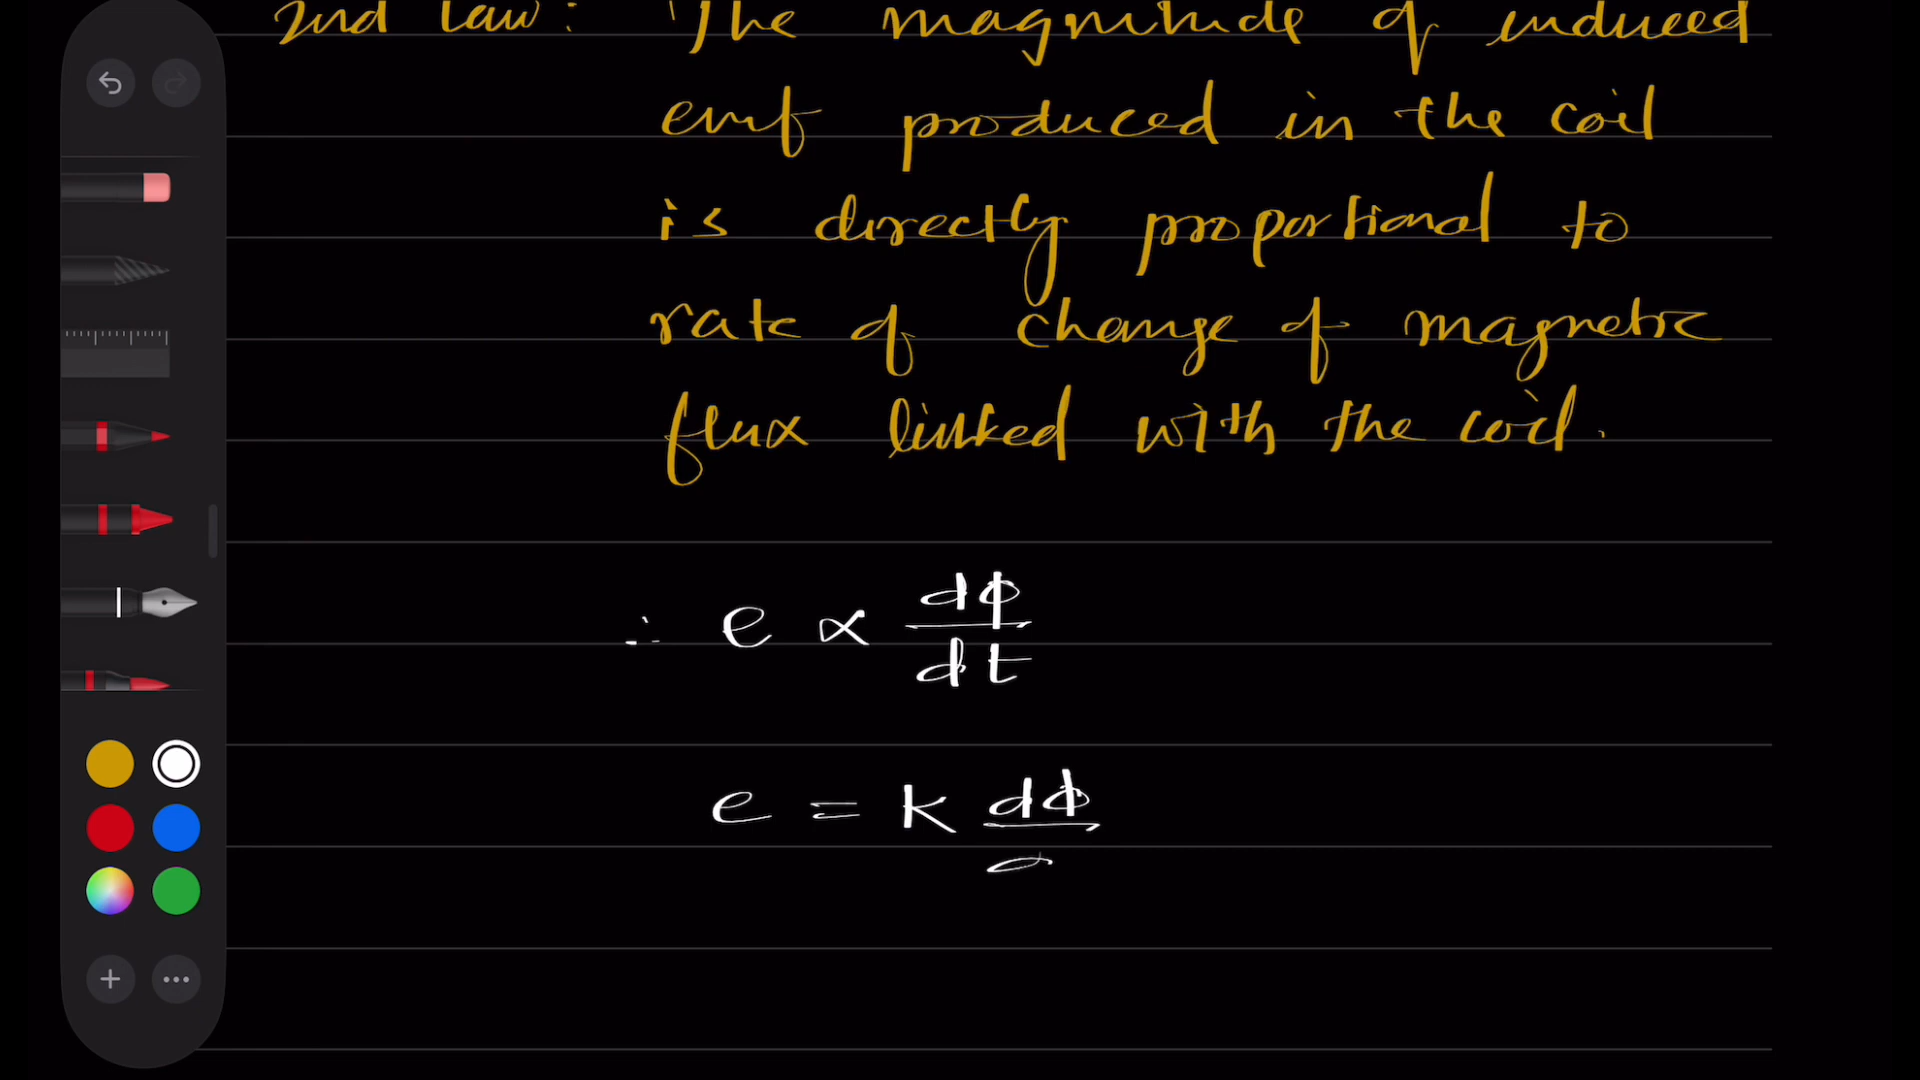 2nd law: The magnitude of induced
emf produced in the coil
is directly proportional to
rate of change of magnetic
flux linked with the coil.
∴ e ∝ dϕ/dt
e = k dϕ/